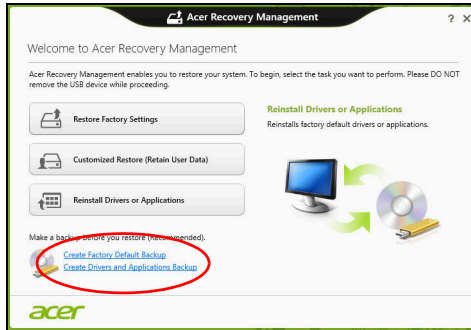 Acer Recovery Management
? X
Welcome to Acer Recovery Management
Acer Recovery Management enables you to restore your system. To begin, select the task you want to perform. Please DO NOT
remove the USB device while proceeding.
Restore Factory Settings
Customized Restore (Retain User Data)
Reinstall Drivers or Applications
Reinstall Drivers or Applications
Reinstalls factory default drivers or applications.
Make a backup before you restore (Recommended).
Create Factory Default Backup
Create Drivers and Applications Backup
acer